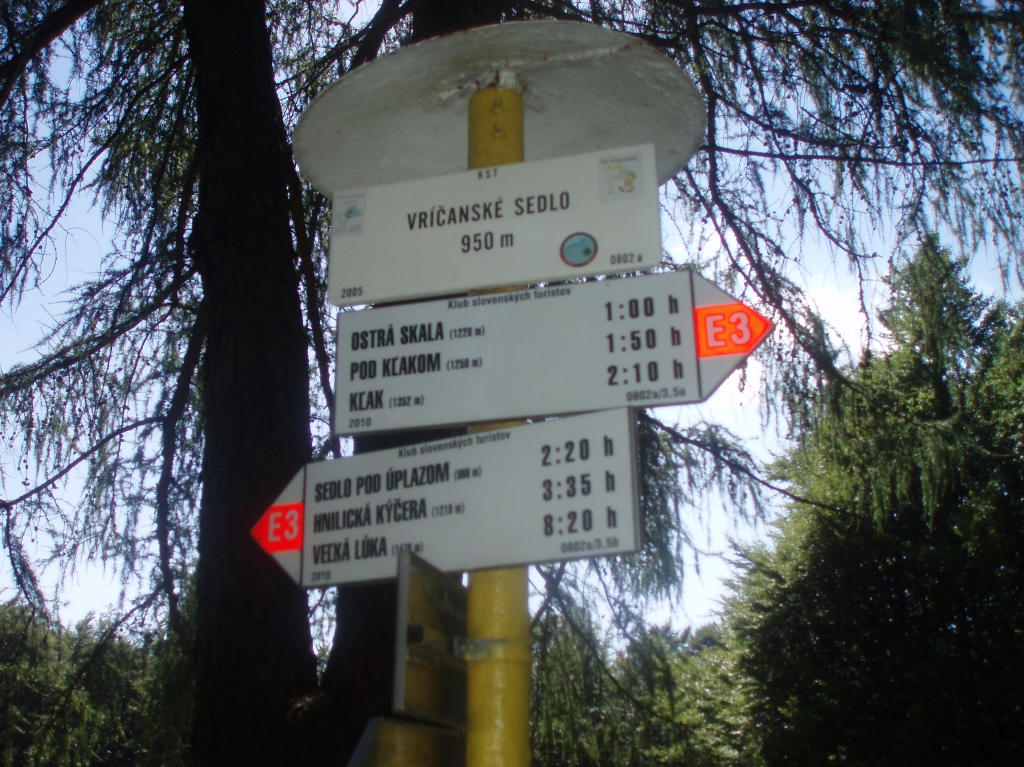 KST
VRÍČANSKÉ SEDLO
950 m
2005
0802 a
Klub slovenských turistov
OSTRÁ SKALA (1220 m) 1:00 h
POD KĽAKOM (1250 m) 1:50 h
KĽAK (1352 m) 2:10 h
2010 0802a/3,5a
E3
Klub slovenských turistov
SEDLO POD ÚPLAZOM 2:20 h
HNILICKÁ KÝČERA (1218 m) 3:35 h
VEĽKÁ LÚKA 8:20 h
2010 0802a/3,5b
E3